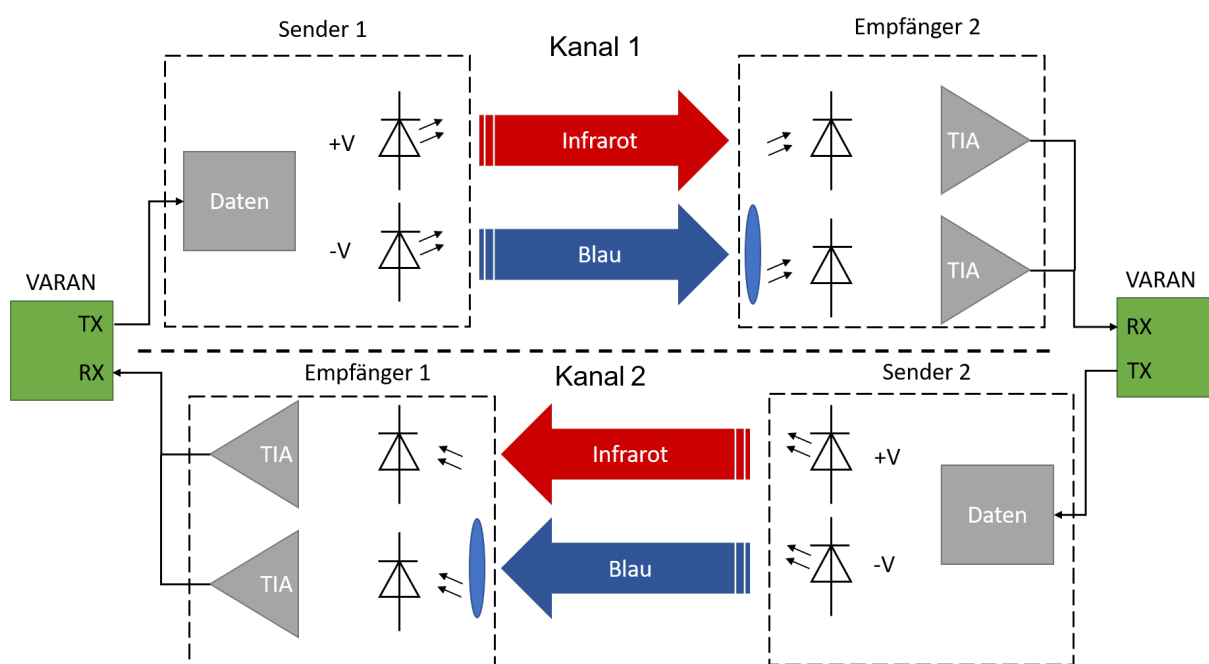 Sender 1
Kanal 1
Empfänger 2
+V
Infrarot
TIA
Daten
-V
Blau
TIA
VARAN
TX
RX
VARAN
RX
TX
Empfänger 1
Kanal 2
Sender 2
TIA
Infrarot
+V
Daten
TIA
Blau
-V